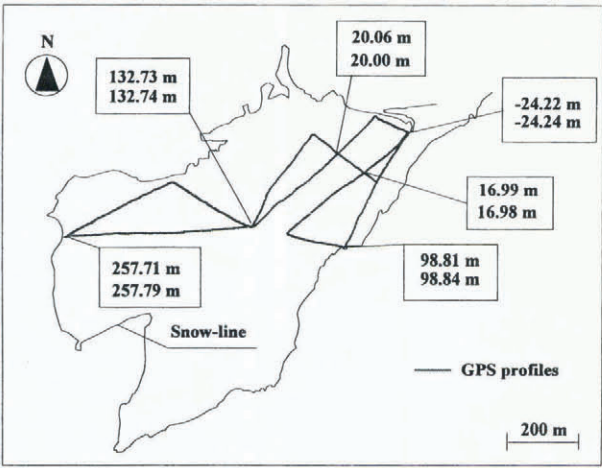 N
20.06 m
20.00 m
132.73 m
132.74 m
-24.22 m
-24.24 m
16.99 m
16.98 m
257.71 m
257.79 m
98.81 m
98.84 m
Snow-line
GPS profiles
200 m